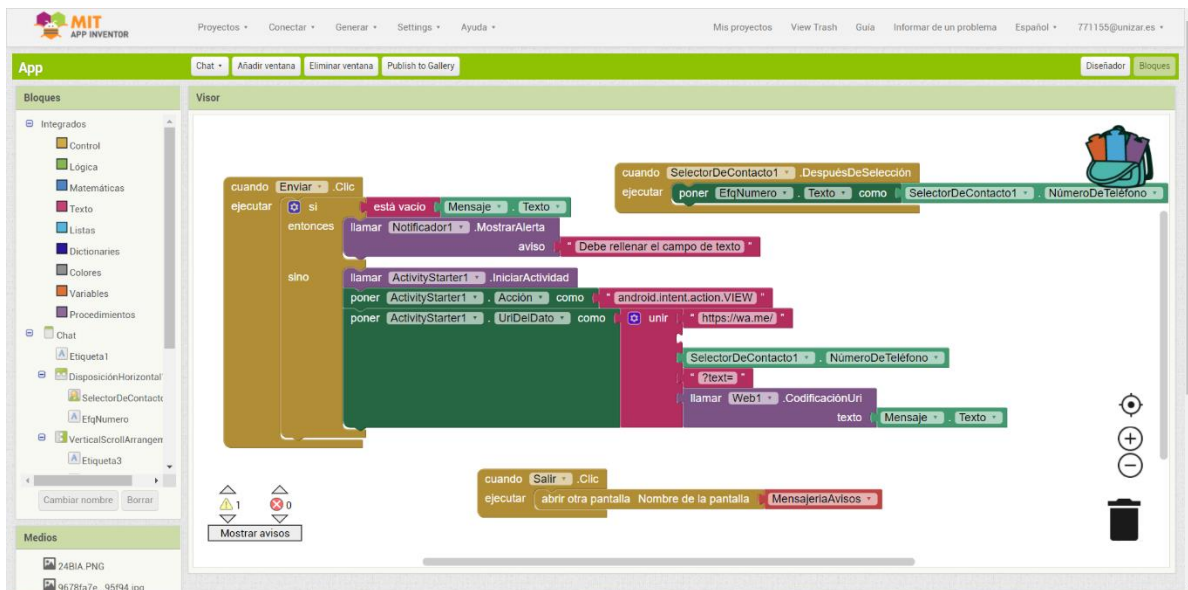 MIT
APP INVENTOR
Proyectos Conectar Generar Settings Ayuda Mis proyectos View Trash Guía Informar de un problema Español 771155@unizar.es
App Chat Añadir ventana Eliminar ventana Publish to Gallery Diseñador Bloques
Bloques
Integrados
Control
Lógica
Matemáticas
Texto
Listas
Dictionaries
Colores
Variables
Procedimientos
Chat
Etiqueta1
DisposiciónHorizontal
SelectorDeContacto
EfqNumero
VerticalScrollArrangem
Etiqueta3
Cambiar nombre Borrar
Medios
24BIA.PNG
9678fa7e_95f94.jpg
Visor
cuando Enviar .Clic
ejecutar si está vacío Mensaje . Texto
entonces llamar Notificador1 .MostrarAlerta
aviso " Debe rellenar el campo de texto "
sino llamar ActivityStarter1 .IniciarActividad
poner ActivityStarter1 . Acción como " android.intent.action.VIEW "
poner ActivityStarter1 . UriDelDato como unir " https://wa.me/ "
SelectorDeContacto1 . NúmeroDeTeléfono
" ?text= "
llamar Web1 .CodificaciónUri
texto Mensaje . Texto
cuando SelectorDeContacto1 .DespuésDeSelección
ejecutar poner EfqNumero . Texto como SelectorDeContacto1 . NúmeroDeTeléfono
cuando Salir .Clic
ejecutar abrir otra pantalla Nombre de la pantalla MensajeriaAvisos
1 0
Mostrar avisos